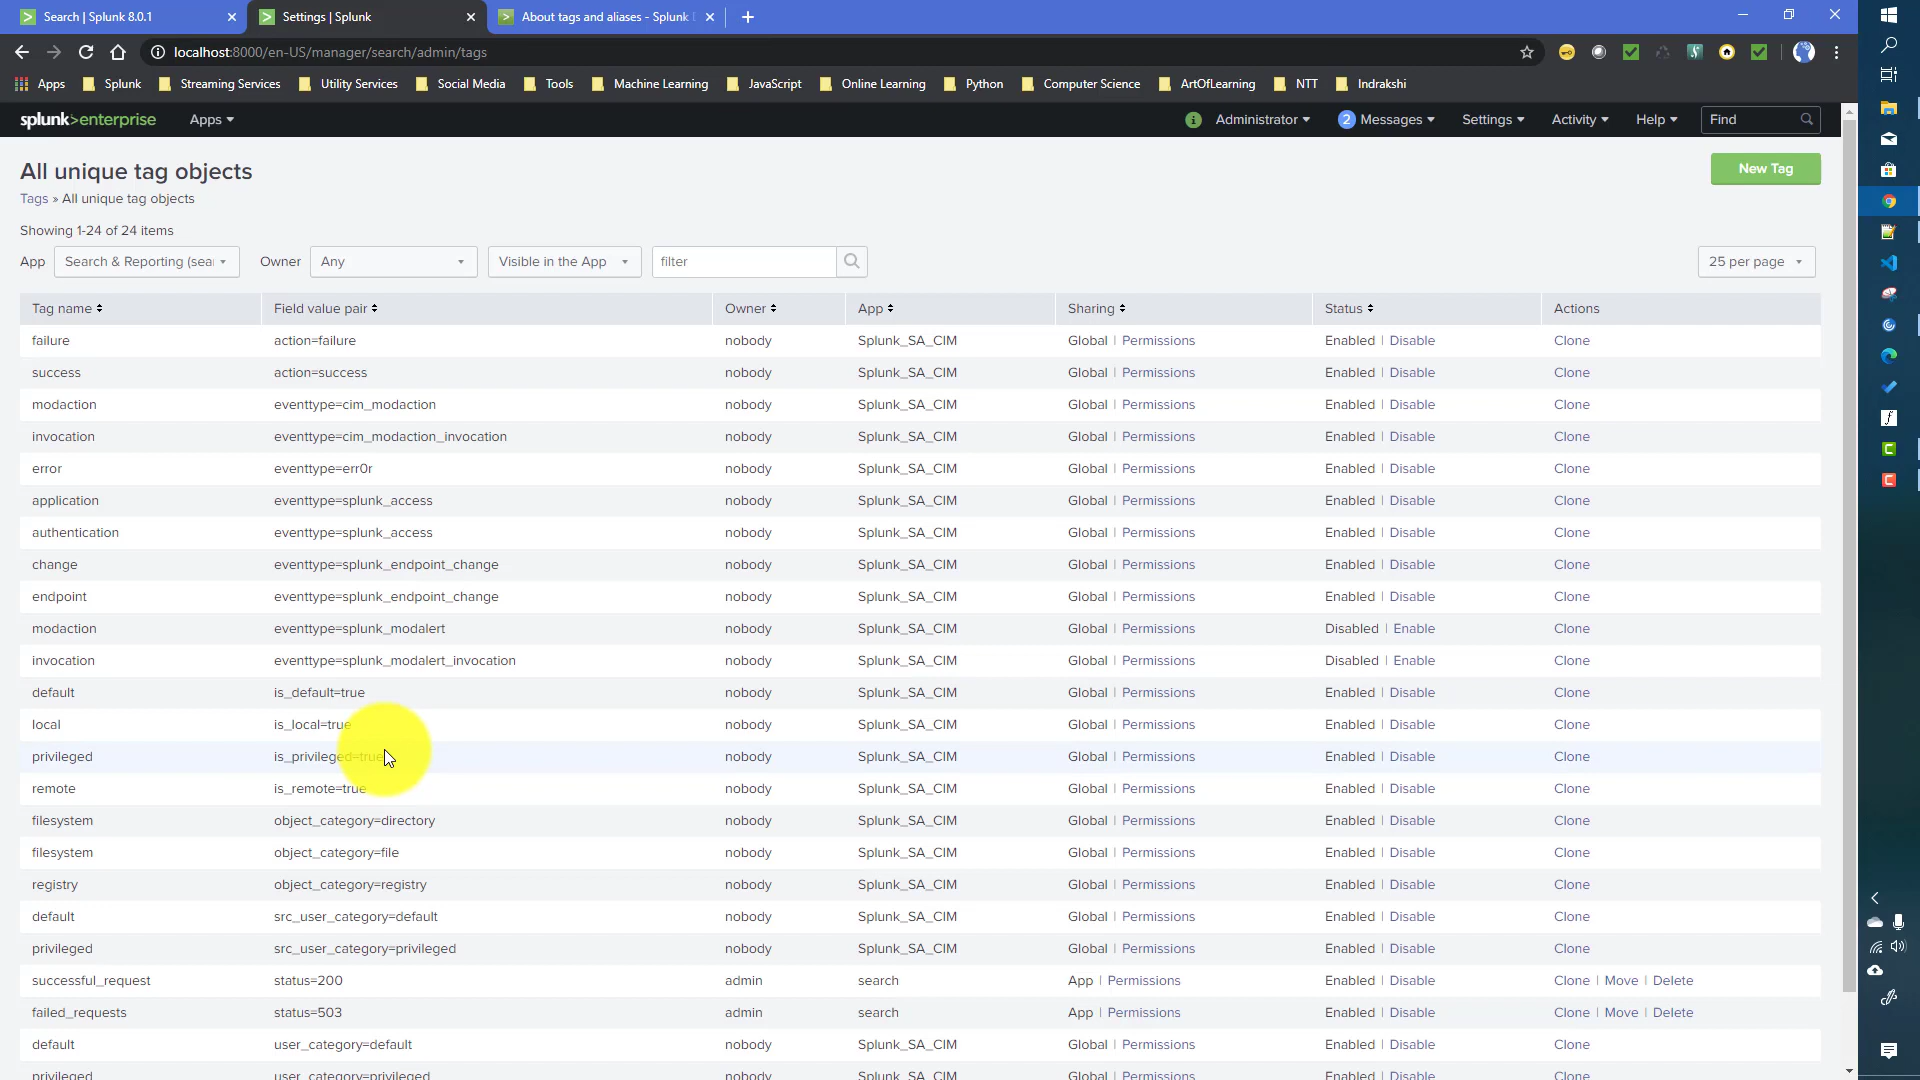 Search | Splunk 8.0.1
Settings | Splunk
About tags and aliases - Splunk
localhost:8000/en-US/manager/search/admin/tags
Apps Splunk Streaming Services Utility Services Social Media Tools Machine Learning JavaScript Online Learning Python Computer Science ArtOfLearning NTT Indrakshi
splunk>enterprise Apps Administrator 2 Messages Settings Activity Help Find
All unique tag objects
New Tag
Tags » All unique tag objects
Showing 1-24 of 24 items
App Search & Reporting (sea Owner Any Visible in the App filter 25 per page
Tag name Field value pair Owner App Sharing Status Actions
failure action=failure nobody Splunk_SA_CIM Global | Permissions Enabled | Disable Clone
success action=success nobody Splunk_SA_CIM Global | Permissions Enabled | Disable Clone
modaction eventtype=cim_modaction nobody Splunk_SA_CIM Global | Permissions Enabled | Disable Clone
invocation eventtype=cim_modaction_invocation nobody Splunk_SA_CIM Global | Permissions Enabled | Disable Clone
error eventtype=err0r nobody Splunk_SA_CIM Global | Permissions Enabled | Disable Clone
application eventtype=splunk_access nobody Splunk_SA_CIM Global | Permissions Enabled | Disable Clone
authentication eventtype=splunk_access nobody Splunk_SA_CIM Global | Permissions Enabled | Disable Clone
change eventtype=splunk_endpoint_change nobody Splunk_SA_CIM Global | Permissions Enabled | Disable Clone
endpoint eventtype=splunk_endpoint_change nobody Splunk_SA_CIM Global | Permissions Enabled | Disable Clone
modaction eventtype=splunk_modalert nobody Splunk_SA_CIM Global | Permissions Disabled | Enable Clone
invocation eventtype=splunk_modalert_invocation nobody Splunk_SA_CIM Global | Permissions Disabled | Enable Clone
default is_default=true nobody Splunk_SA_CIM Global | Permissions Enabled | Disable Clone
local is_local=true nobody Splunk_SA_CIM Global | Permissions Enabled | Disable Clone
privileged is_privileged=true nobody Splunk_SA_CIM Global | Permissions Enabled | Disable Clone
remote is_remote=true nobody Splunk_SA_CIM Global | Permissions Enabled | Disable Clone
filesystem object_category=directory nobody Splunk_SA_CIM Global | Permissions Enabled | Disable Clone
filesystem object_category=file nobody Splunk_SA_CIM Global | Permissions Enabled | Disable Clone
registry object_category=registry nobody Splunk_SA_CIM Global | Permissions Enabled | Disable Clone
default src_user_category=default nobody Splunk_SA_CIM Global | Permissions Enabled | Disable Clone
privileged src_user_category=privileged nobody Splunk_SA_CIM Global | Permissions Enabled | Disable Clone
successful_request status=200 admin search App | Permissions Enabled | Disable Clone | Move | Delete
failed_requests status=503 admin search App | Permissions Enabled | Disable Clone | Move | Delete
default user_category=default nobody Splunk_SA_CIM Global | Permissions Enabled | Disable Clone
privileged user_category=privileged nobody Splunk_SA_CIM Global | Permissions Enabled | Disable Clone